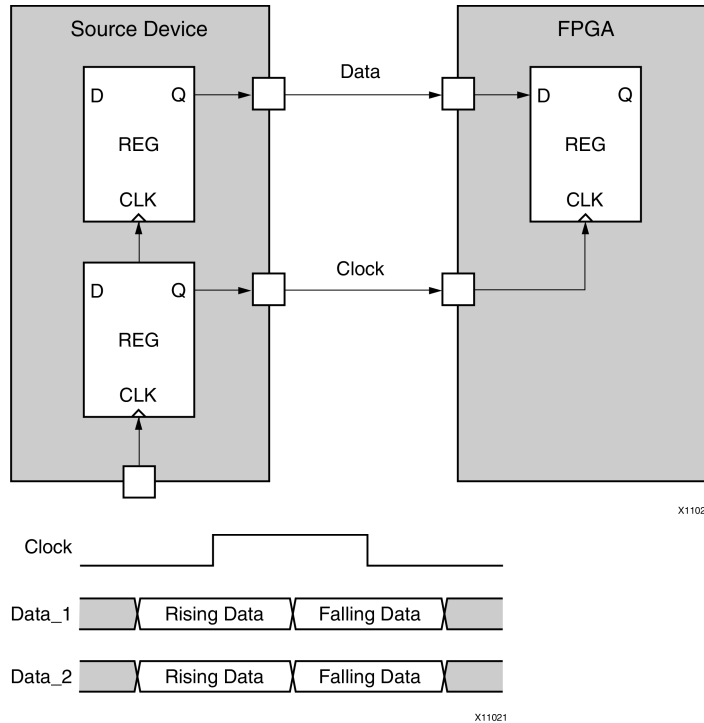 Source Device
FPGA
Data
D Q
REG
CLK
D Q
REG
CLK
Clock
D Q
REG
CLK
X1102
Clock
Data_1 Rising Data Falling Data
Data_2 Rising Data Falling Data
X11021